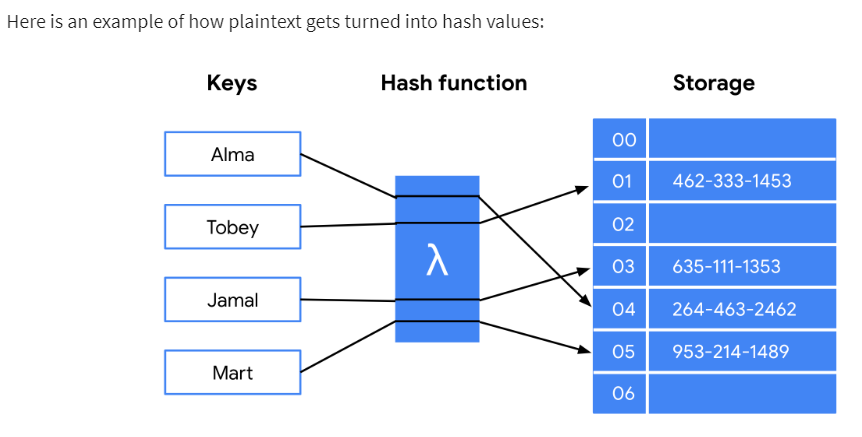 Here is an example of how plaintext gets turned into hash values:
Keys Hash function Storage
Alma
Tobey
Jamal
Mart
λ
00
01 462-333-1453
02
03 635-111-1353
04 264-463-2462
05 953-214-1489
06